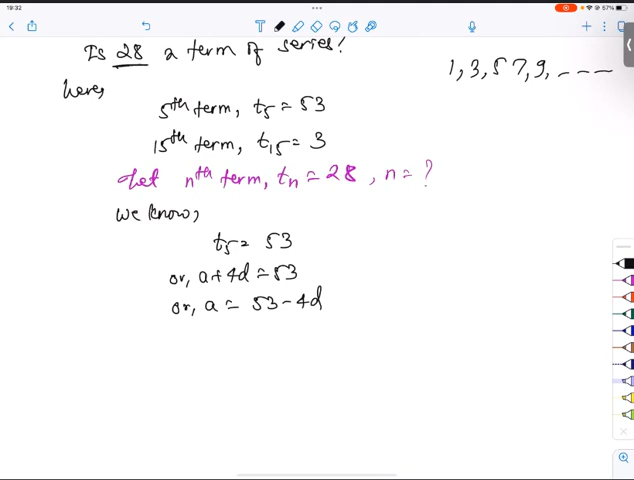 19:32
57%
Is 28 a term of series?
1, 3, 5 7, 9, _ _ _
here,
5th term, t5 = 53
15th term, t15 = 3
Let nth term, tn = 28, n = ?
we know,
t5 = 53
or, a + 4d = 53
or, a = 53 - 4d